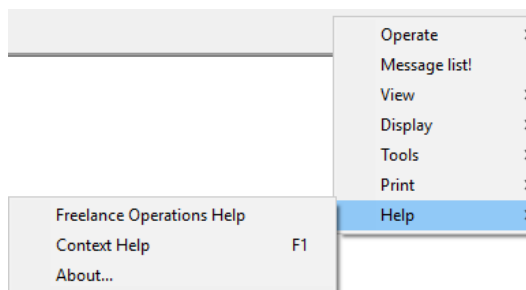 Operate
Message list!
View
Display
Tools
Print
Help
Freelance Operations Help
Context Help F1
About...